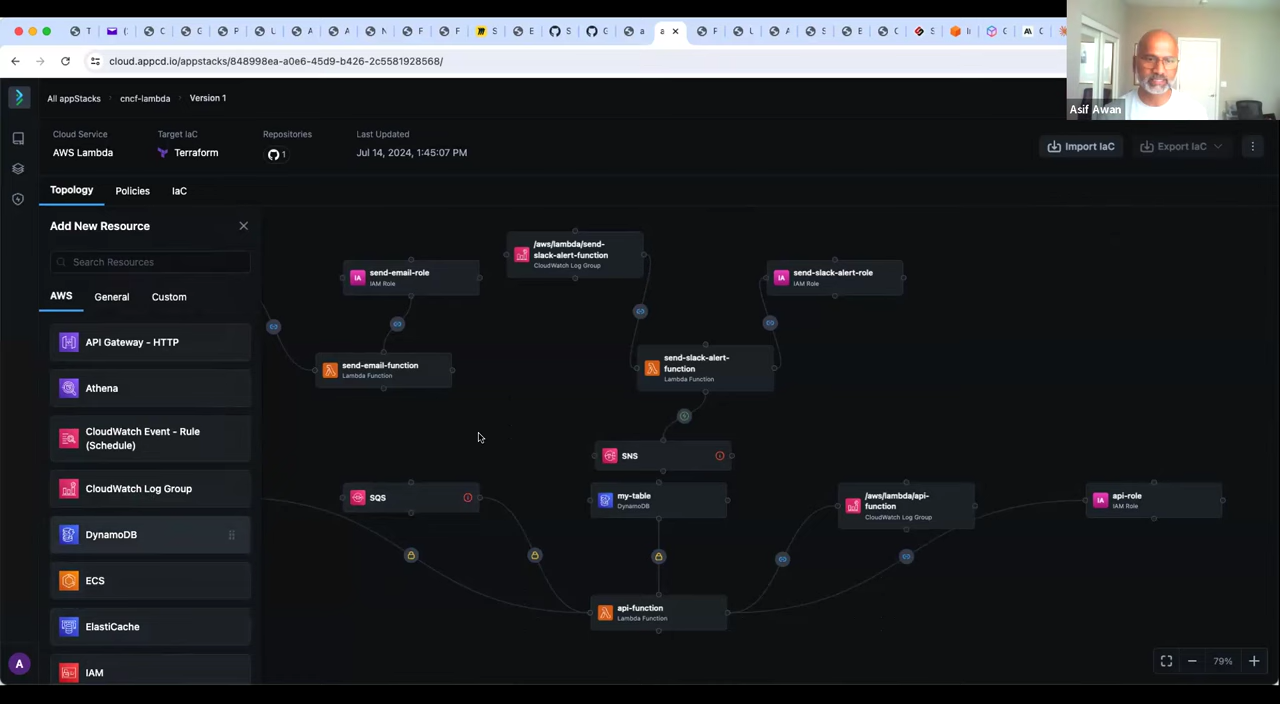 cloud.appcd.io/appstacks/848998ea-a0e6-45d9-b426-2c5581928568/
Asif Awan
All appStacks
cncf-lambda
Version 1
Cloud Service
Target IaC
Repositories
Last Updated
AWS Lambda
Terraform
1
Jul 14, 2024, 1:45:07 PM
Import IaC
Export IaC
Topology
Policies
IaC
Add New Resource
Search Resources
AWS
General
Custom
API Gateway - HTTP
Athena
CloudWatch Event - Rule
(Schedule)
CloudWatch Log Group
DynamoDB
ECS
ElastiCache
IAM
send-email-role
IAM Role
/aws/lambda/send-
slack-alert-function
CloudWatch Log Group
send-slack-alert-role
IAM Role
send-email-function
Lambda Function
send-slack-alert-
function
Lambda Function
SNS
SQS
my-table
DynamoDB
/aws/lambda/api-
function
CloudWatch Log Group
api-role
IAM Role
api-function
Lambda Function
A
79%